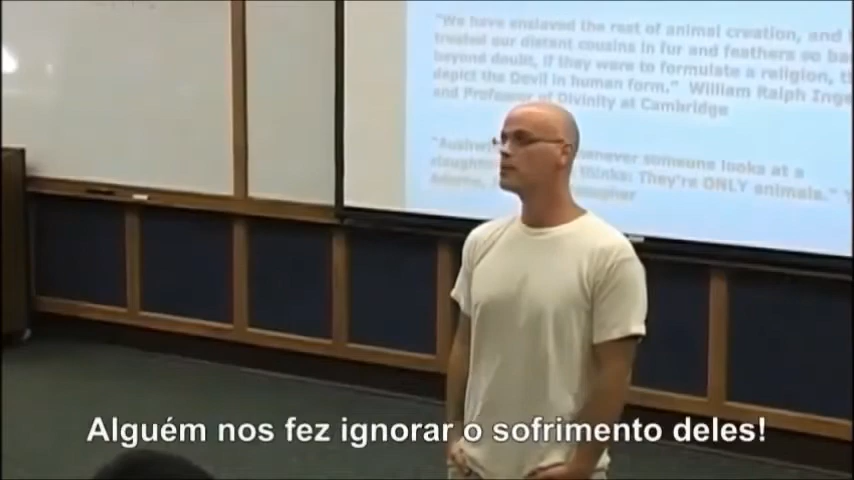 "We have enslaved the rest of animal creation, and
treated our distant cousins in fur and feathers so
beyond doubt, if they were to formulate a religion,
depict the Devil in human form." William Ralph Inge
and Professor of Divinity at Cambridge
whenever someone looks at a
thinks: They're ONLY animals."
Alguém nos fez ignorar o sofrimento deles!